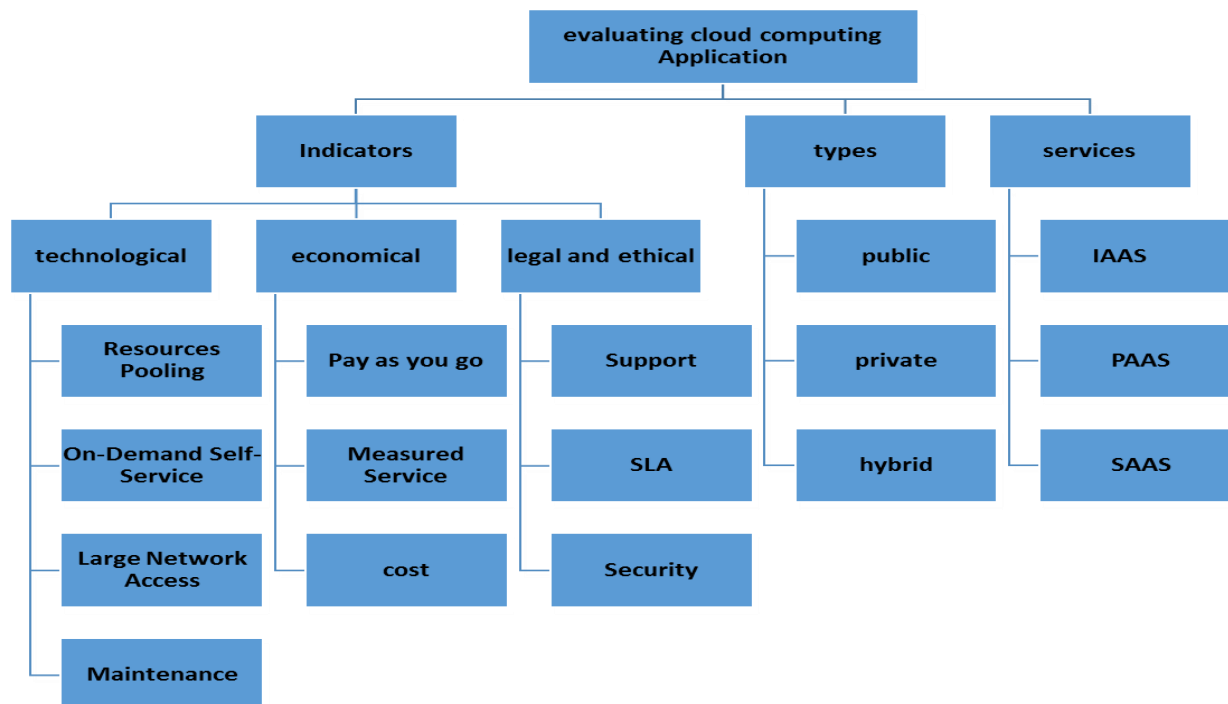 evaluating cloud computing
Application
Indicators
types
services
technological
economical
legal and ethical
public
IAAS
Resources
Pooling
Pay as you go
Support
private
PAAS
On-Demand Self-
Service
Measured
Service
SLA
hybrid
SAAS
Large Network
Access
cost
Security
Maintenance